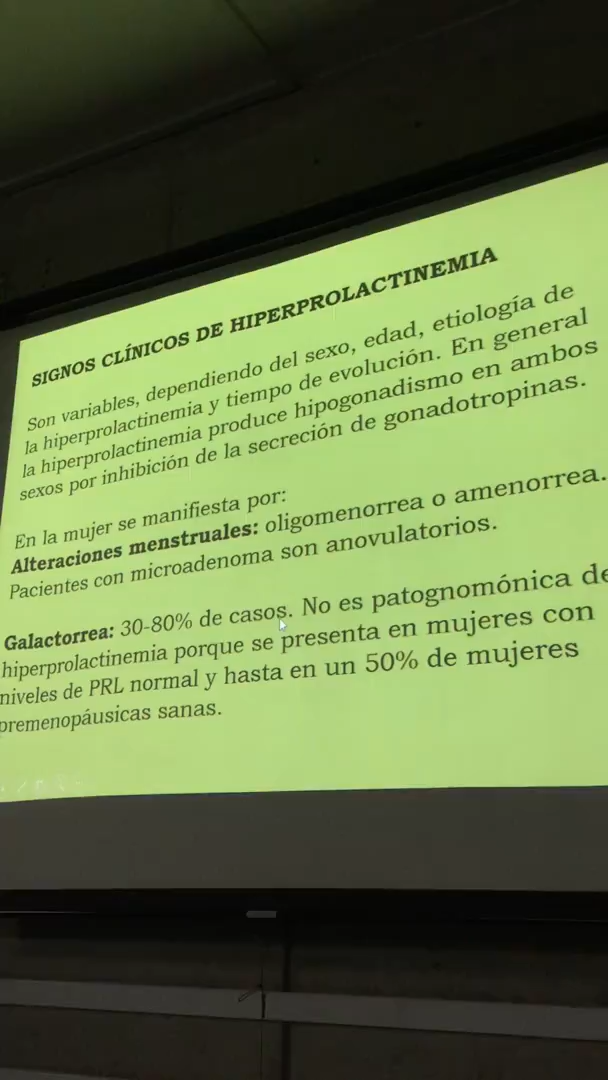 SIGNOS CLÍNICOS DE HIPERPROLACTINEMIA
Son variables, dependiendo del sexo, edad, etiología de
la hiperprolactinemia y tiempo de evolución. En general
la hiperprolactinemia produce hipogonadismo en ambos
sexos por inhibición de la secreción de gonadotropinas.
En la mujer se manifiesta por:
Alteraciones menstruales: oligomenorrea o amenorrea.
Pacientes con microadenoma son anovulatorios.
Galactorrea: 30-80% de casos. No es patognomónica de
hiperprolactinemia porque se presenta en mujeres con
niveles de PRL normal y hasta en un 50% de mujeres
premenopáusicas sanas.